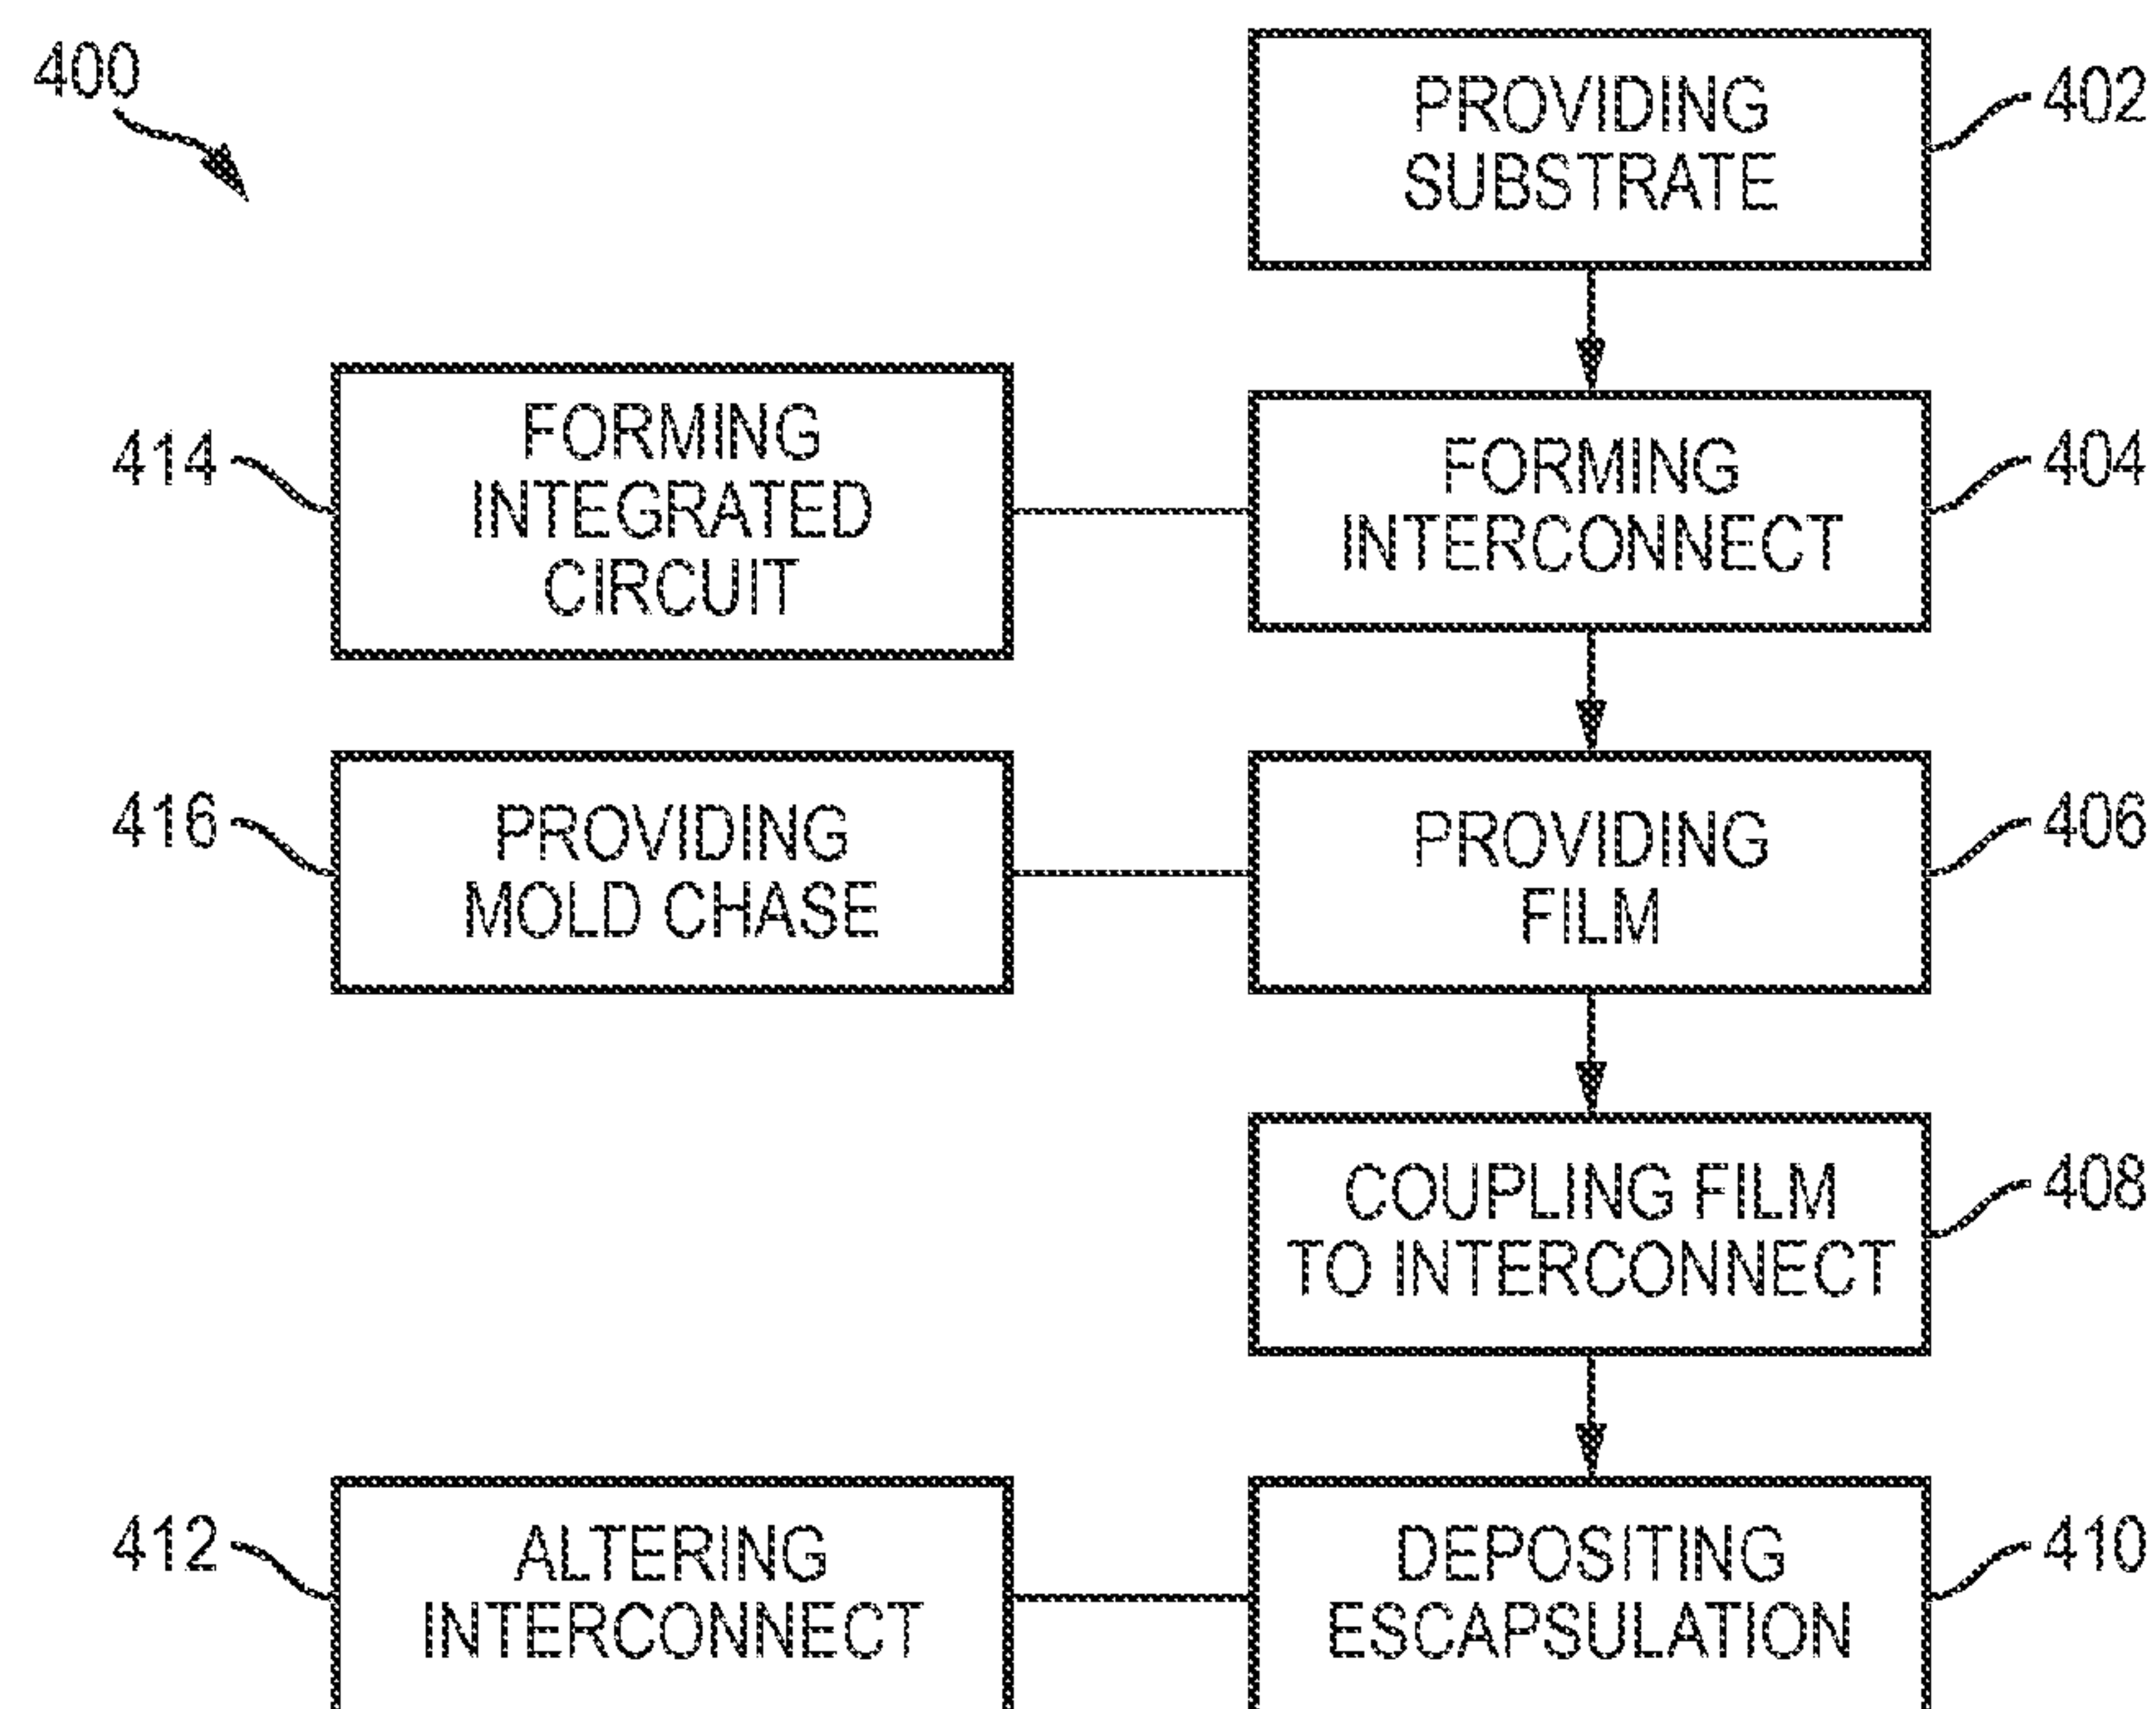 400
PROVIDING
SUBSTRATE
402
414
FORMING
INTEGRATED
CIRCUIT
FORMING
INTERCONNECT
404
416
PROVIDING
MOLD CHASE
PROVIDING
FILM
406
COUPLING FILM
TO INTERCONNECT
408
412
ALTERING
INTERCONNECT
DEPOSITING
ESCAPSULATION
410